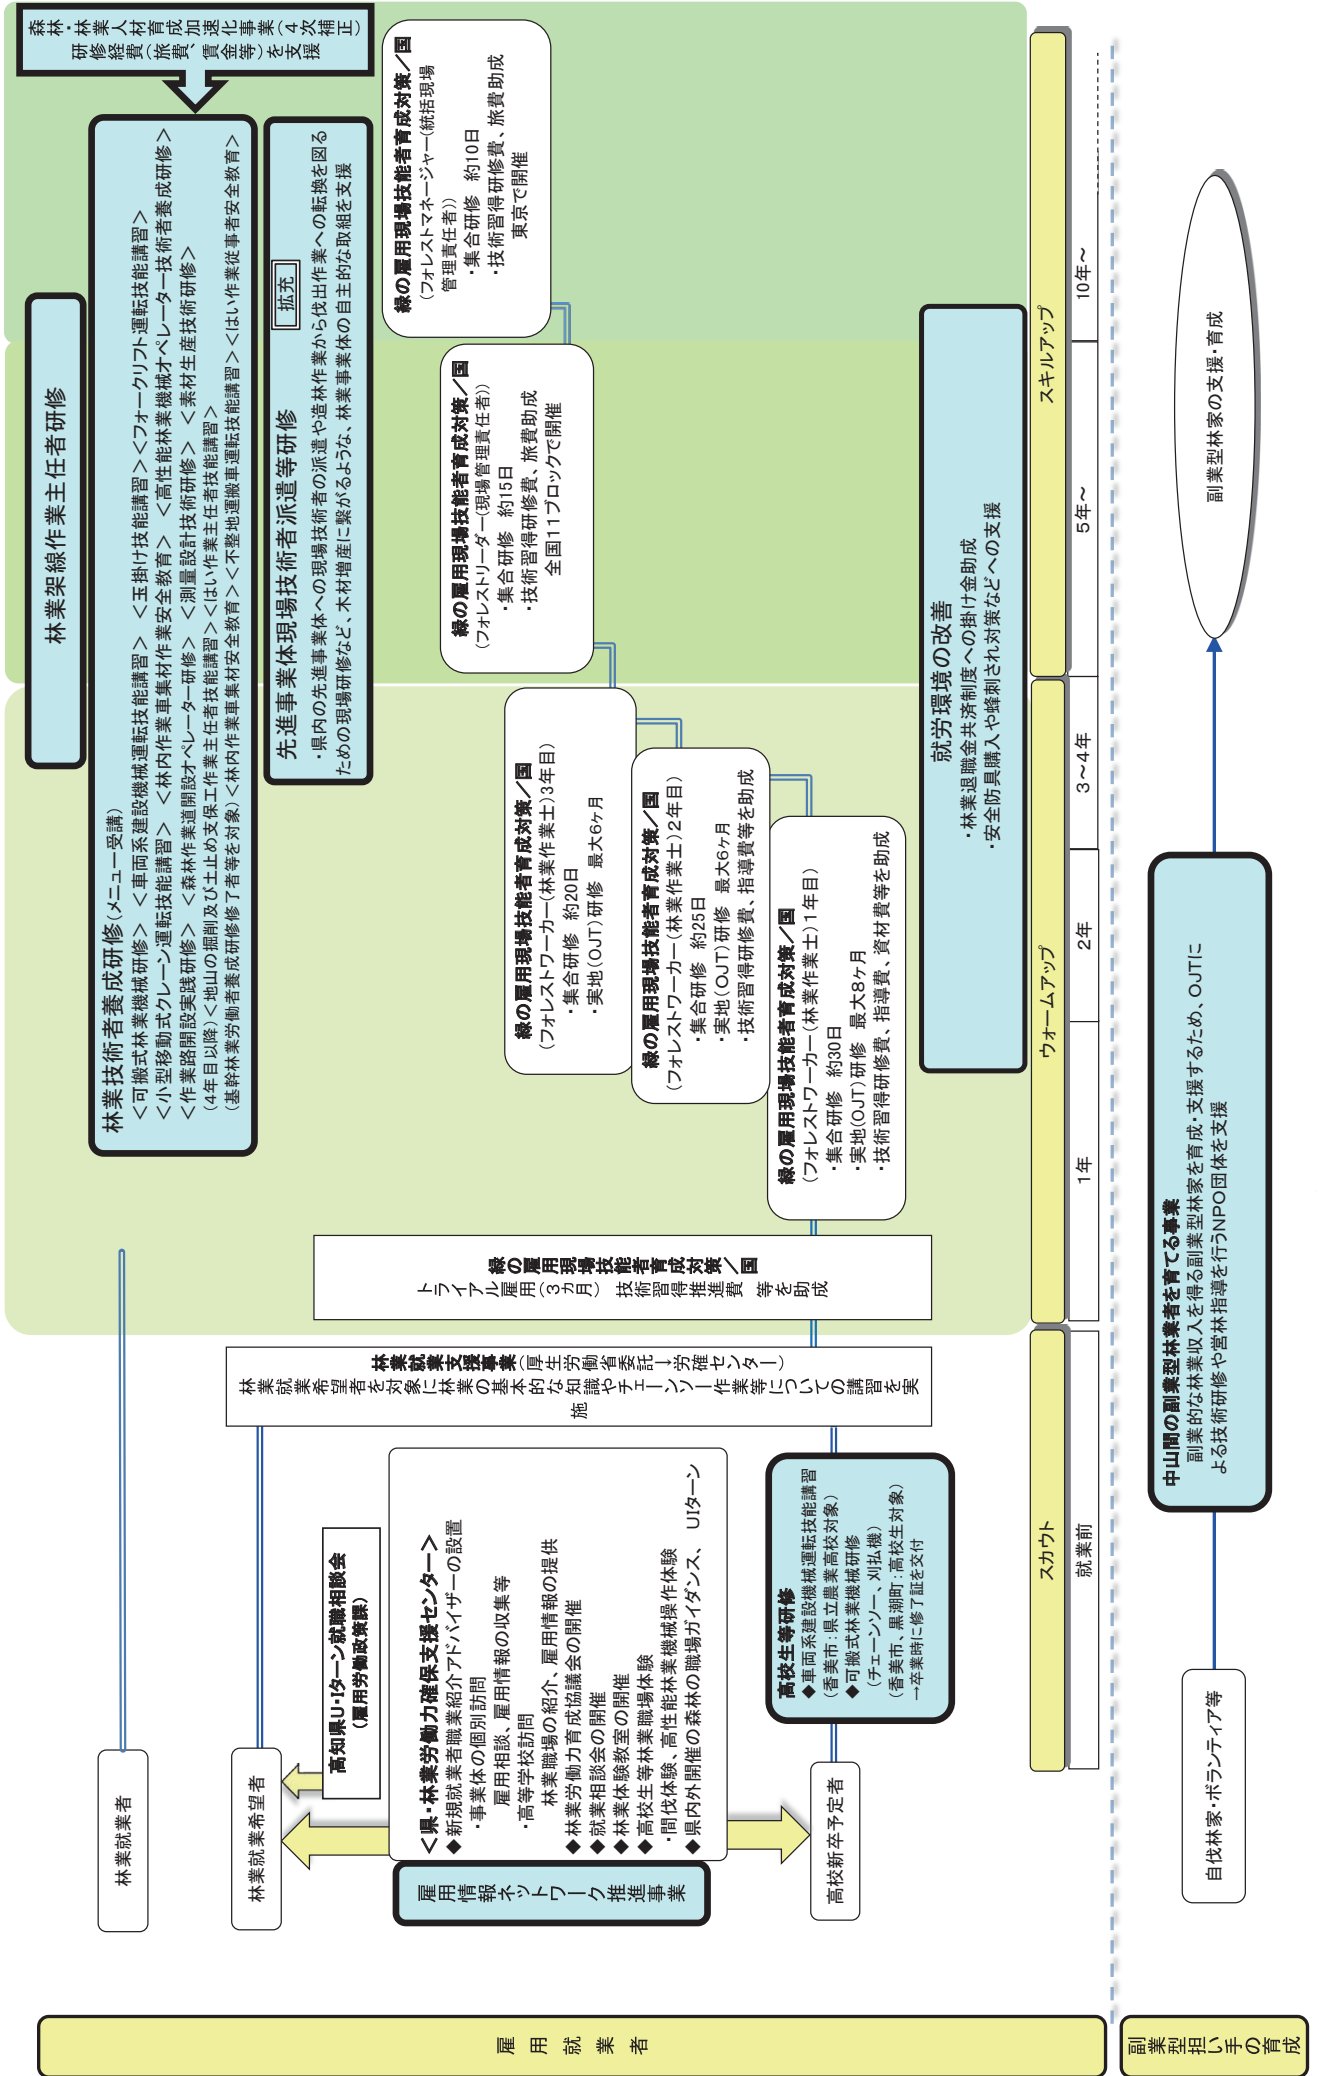 雇用就業者
副業型担い手の育成
林業就業者
林業就業希望者
高知県U・Iターン就職相談会
(雇用労働政策課)
雇用情報ネットワーク推進事業
＜県・林業労働力確保支援センター＞
◆新規就業者職業紹介アドバイザーの設置
・事業体の個別訪問
雇用相談、雇用情報の収集等
・高等学校訪問
林業職場の紹介、雇用情報の提供
◆林業労働力育成協議会の開催
◆就業相談会の開催
◆林業体験教室の開催
◆高校生等林業職場体験
・間伐体験、高性能林業機械操作体験
◆県内外開催の森林の職場ガイダンス、UIターン
高校新卒予定者
高校生等研修
◆車両系建設機械運転技能講習
(香美市：県立農業高校対象)
◆可搬式林業機械研修
(チェーンソー、刈払機)
(香美市、黒潮町：高校生対象)
→卒業時に修了証を交付
林業就業支援事業(厚生労働省委託→労確センター)
林業就業希望者を対象に林業の基本的な知識やチェーンソー作業等についての講習を実
施
緑の雇用現場技能者育成対策／国
トライアル雇用(3カ月)　技術習得推進費　等を助成
林業架線作業主任者研修
林業技術者養成研修(メニュー受講)
＜可搬式林業機械研修＞　＜車両系建設機械運転技能講習＞　＜玉掛け技能講習＞＜フォークリフト運転技能講習＞
＜小型移動式クレーン運転技能講習＞　＜林内作業車集材作業安全教育＞　＜高性能林業機械オペレーター技術者養成研修＞
＜作業路開設実践研修＞　＜森林作業道開設オペレーター研修＞　＜測量設計技術研修＞　＜素材生産技術研修＞
(4年目以降)＜地山の掘削及び土止め支保工作業主任者技能講習＞＜はい作業主任者技能講習＞
(基幹林業労働者養成研修修了者等を対象)＜林内作業車集材安全教育＞＜不整地運搬車運転技能講習＞＜はい作業従事者安全教育＞
森林・林業人材育成加速化事業(4次補正)
研修経費(旅費、賃金等)を支援
先進事業体現場技術者派遣等研修
拡充
・県内の先進事業体への現場技術者の派遣や造林作業から伐出作業への転換を図る
ための現場研修など、木材増産に繋がるような、林業事業体の自主的な取組を支援
緑の雇用現場技能者育成対策／国
(フォレストワーカー(林業作業士)1年目)
・集合研修　約30日
・実地(OJT)研修　最大8ヶ月
・技術習得研修費、指導費、資材費等を助成
緑の雇用現場技能者育成対策／国
(フォレストワーカー(林業作業士)2年目)
・集合研修　約25日
・実地(OJT)研修　最大6ヶ月
・技術習得研修費、指導費等を助成
緑の雇用現場技能者育成対策／国
(フォレストワーカー(林業作業士)3年目)
・集合研修　約20日
・実地(OJT)研修　最大6ヶ月
緑の雇用現場技能者育成対策／国
(フォレストリーダー(現場管理責任者))
・集合研修　約15日
・技術習得研修費、旅費助成
全国11ブロックで開催
緑の雇用現場技能者育成対策／国
(フォレストマネージャー(統括現場
管理責任者))
・集合研修　約10日
・技術習得研修費、旅費助成
東京で開催
就労環境の改善
・林業退職金共済制度への掛け金助成
・安全防具購入や蜂刺され対策などへの支援
スカウト
ウォームアップ
スキルアップ
就業前
1年
2年
3～4年
5年～
10年～
自伐林家・ボランティア等
中山間の副業型林業者を育てる事業
副業的な林業収入を得る副業型林家を育成・支援するため、OJTに
よる技術研修や営林指導を行うNPO団体を支援
副業型林家の支援・育成